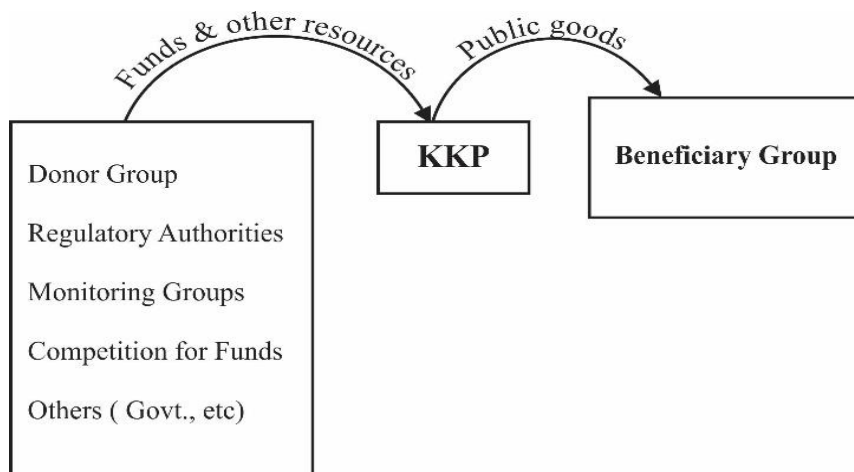 Funds & other resources
Public goods
KKP
Beneficiary Group
Donor Group
Regulatory Authorities
Monitoring Groups
Competition for Funds
Others ( Govt., etc)